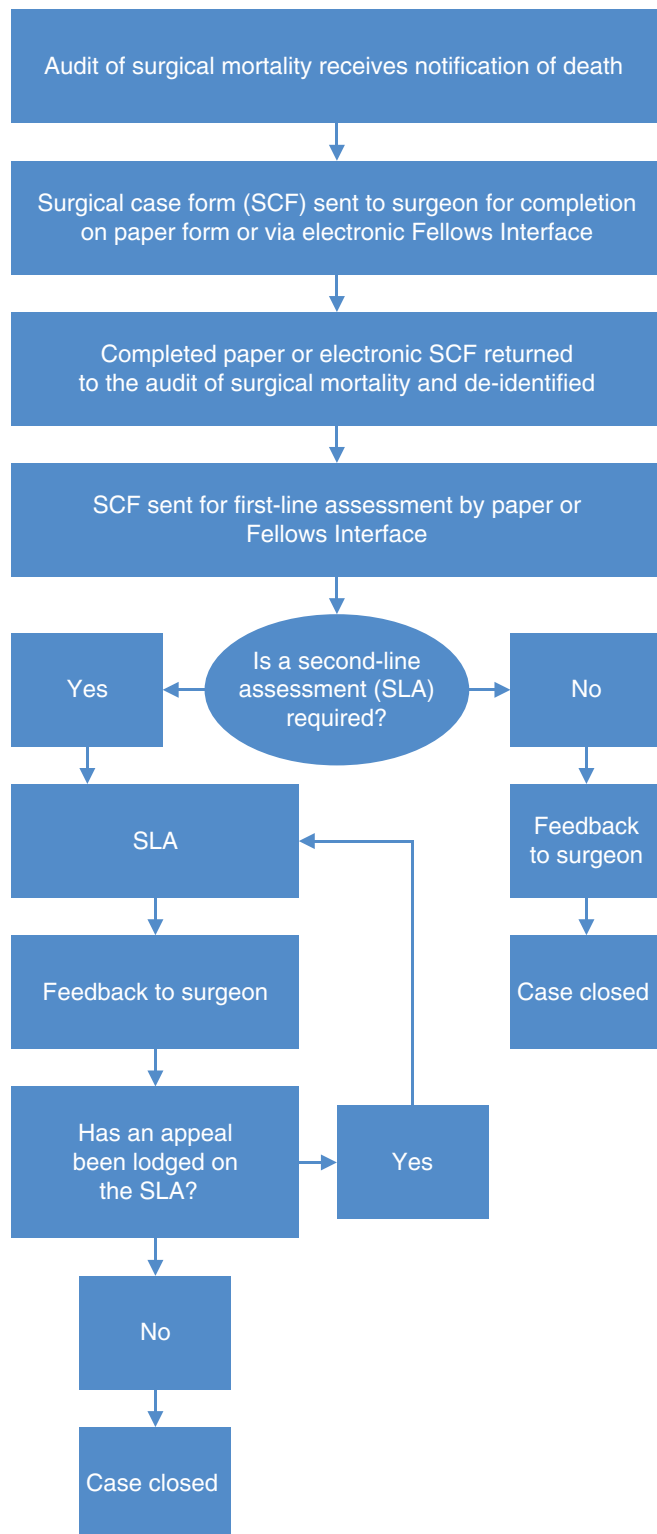 Audit of surgical mortality receives notification of death
Surgical case form (SCF) sent to surgeon for completion
on paper form or via electronic Fellows Interface
Completed paper or electronic SCF returned
to the audit of surgical mortality and de-identified
SCF sent for first-line assessment by paper or
Fellows Interface
Is a second-line
assessment (SLA)
required?
Yes
No
SLA
Feedback
to surgeon
Feedback to surgeon
Case closed
Has an appeal
been lodged on
the SLA?
Yes
No
Case closed